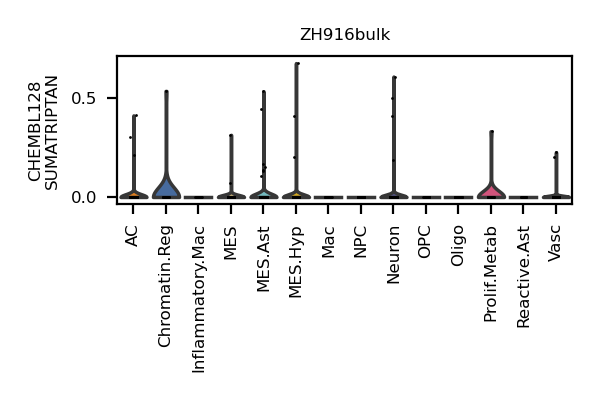 ZH916bulk
CHEMBL128
SUMATRIPTAN
0.5
0.0
AC
Chromatin.Reg
Inflammatory.Mac
MES
MES.Ast
MES.Hyp
Mac
NPC
Neuron
OPC
Oligo
Prolif.Metab
Reactive.Ast
Vasc